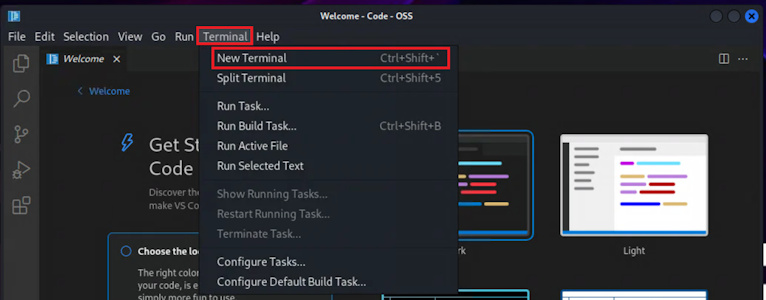 Welcome - Code - OSS
File Edit Selection View Go Run Terminal Help
Welcome
New Terminal Ctrl+Shift+`
Split Terminal Ctrl+Shift+5
< Welcome
Run Task...
Run Build Task... Ctrl+Shift+B
Run Active File
Run Selected Text
Get St
Code
Discover the
make VS Co
Show Running Tasks...
Restart Running Task...
Terminate Task...
rk
Light
Choose the loo
Configure Tasks...
The right color
your code, is e
Configure Default Build Task...
simply more fun to use